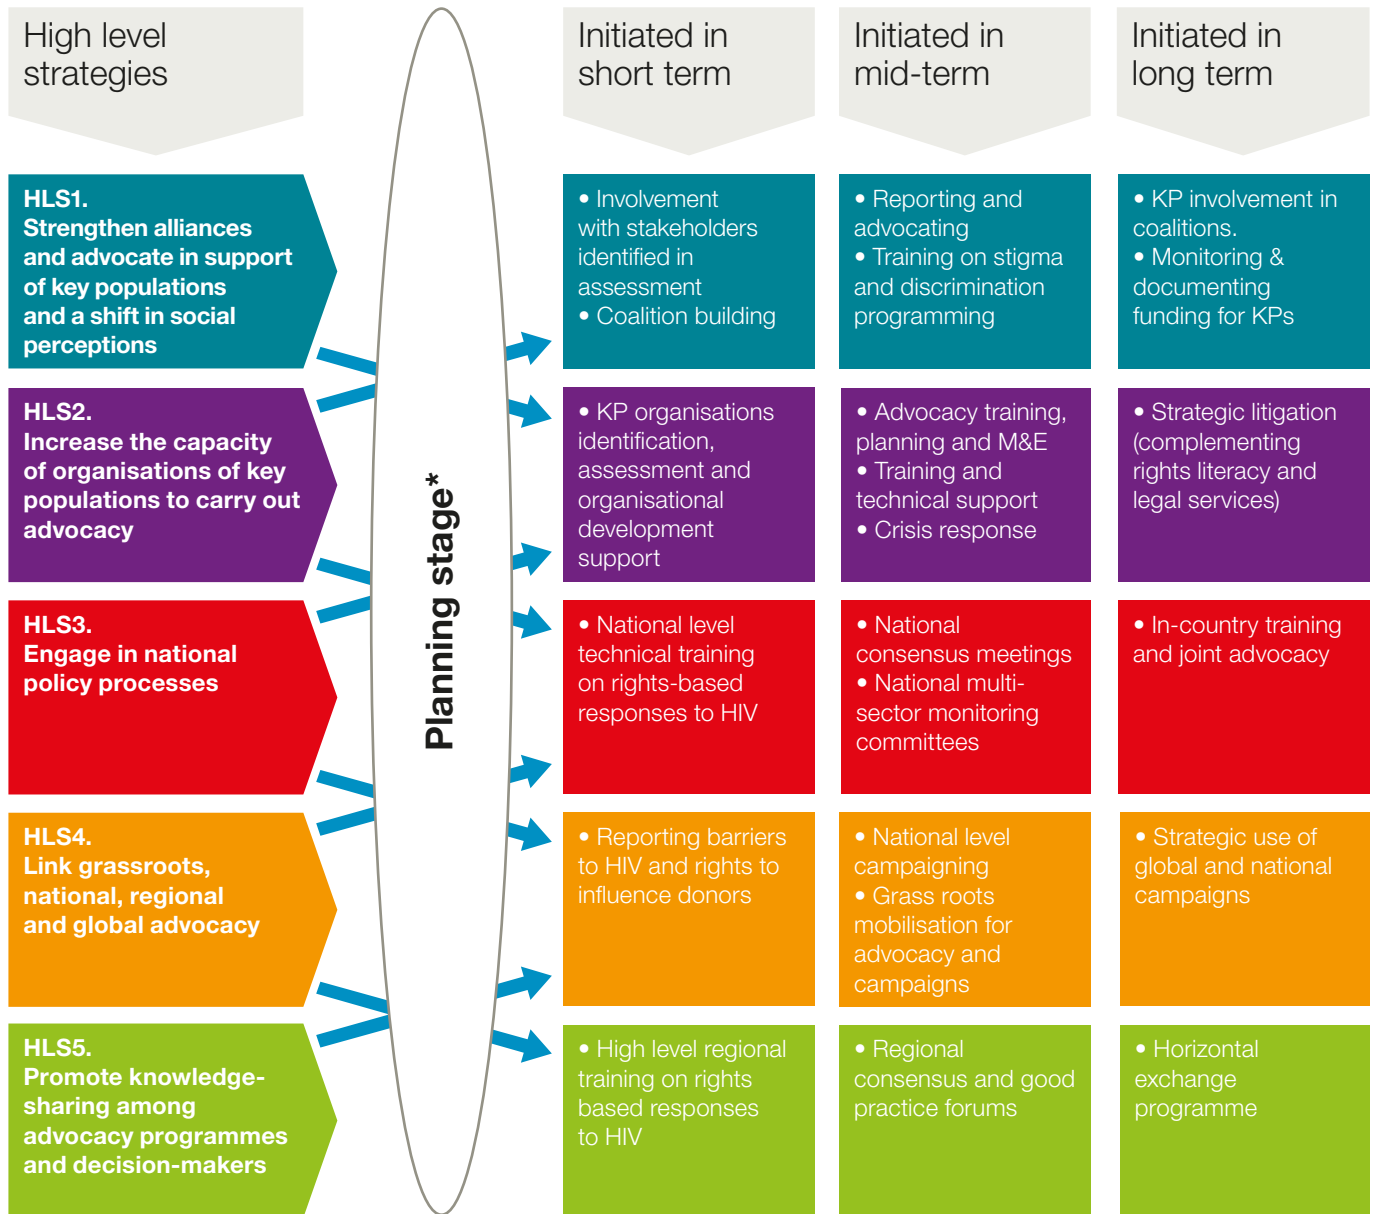 High level
strategies
Initiated in
short term
Initiated in
mid-term
Initiated in
long term
Planning stage*
HLS1.
Strengthen alliances
and advocate in support
of key populations
and a shift in social
perceptions
• Involvement
with stakeholders
identified in
assessment
• Coalition building
• Reporting and
advocating
• Training on stigma
and discrimination
programming
• KP involvement in
coalitions.
• Monitoring &
documenting
funding for KPs
HLS2.
Increase the capacity
of organisations of key
populations to carry out
advocacy
• KP organisations
identification,
assessment and
organisational
development
support
• Advocacy training,
planning and M&E
• Training and
technical support
• Crisis response
• Strategic litigation
(complementing
rights literacy and
legal services)
HLS3.
Engage in national
policy processes
• National level
technical training
on rights-based
responses to HIV
• National
consensus meetings
• National multi-
sector monitoring
committees
• In-country training
and joint advocacy
HLS4.
Link grassroots,
national, regional
and global advocacy
• Reporting barriers
to HIV and rights to
influence donors
• National level
campaigning
• Grass roots
mobilisation for
advocacy and
campaigns
• Strategic use of
global and national
campaigns
HLS5.
Promote knowledge-
sharing among
advocacy programmes
and decision-makers
• High level regional
training on rights
based responses
to HIV
• Regional
consensus and good
practice forums
• Horizontal
exchange
programme